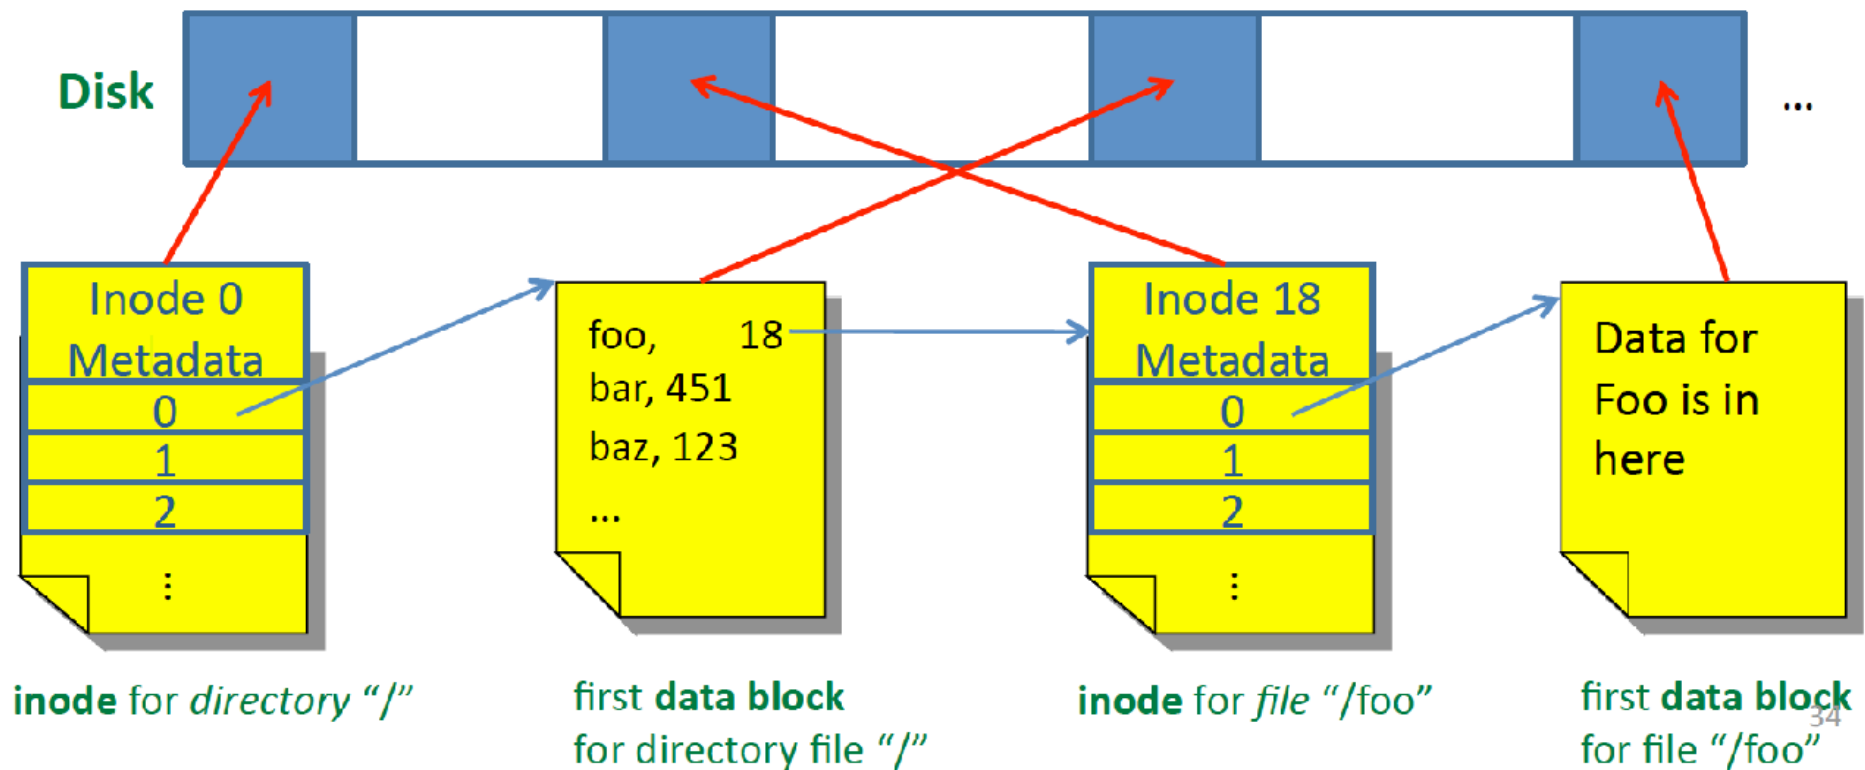 Disk
...
Inode 0
Metadata
0
1
2
⋮
foo, 18
bar, 451
baz, 123
...
Inode 18
Metadata
0
1
2
⋮
Data for
Foo is in
here
inode for directory “/”
first data block
for directory file “/”
inode for file “/foo”
first data block
for file “/foo”
34